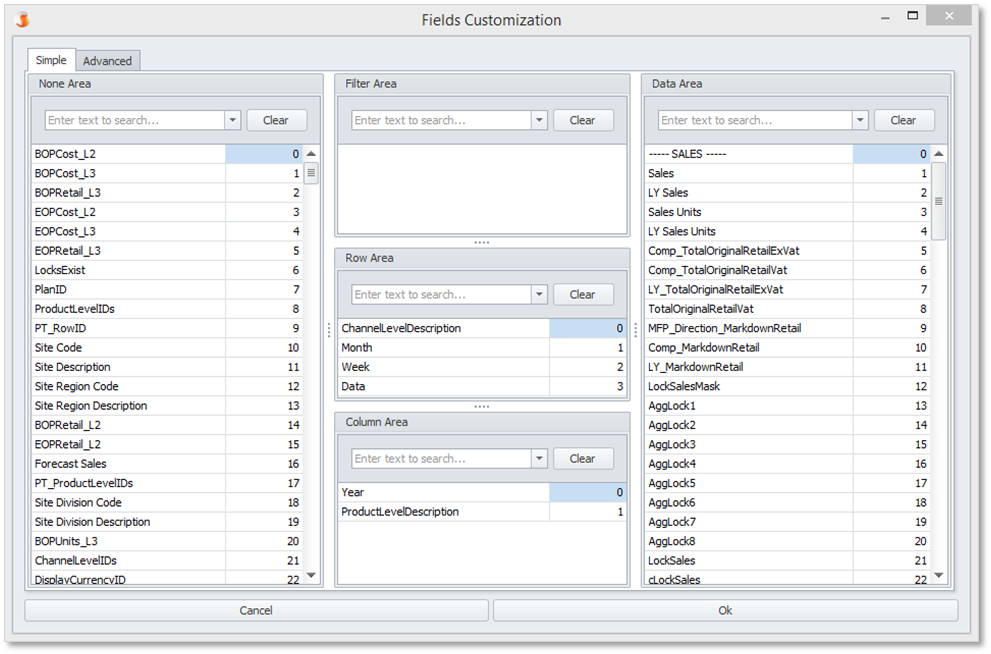 Fields Customization
Simple Advanced
None Area
Enter text to search... Clear
BOPCost_L2 0
BOPCost_L3 1
BOPRetail_L3 2
EOPCost_L2 3
EOPCost_L3 4
EOPRetail_L3 5
LocksExist 6
PlanID 7
ProductLevelIDs 8
PT_RowID 9
Site Code 10
Site Description 11
Site Region Code 12
Site Region Description 13
BOPRetail_L2 14
EOPRetail_L2 15
Forecast Sales 16
PT_ProductLevelIDs 17
Site Division Code 18
Site Division Description 19
BOPUnits_L3 20
ChannelLevelIDs 21
DisplayCurrencyID 22
Filter Area
Enter text to search... Clear
Row Area
Enter text to search... Clear
ChannelLevelDescription 0
Month 1
Week 2
Data 3
Column Area
Enter text to search... Clear
Year 0
ProductLevelDescription 1
Data Area
Enter text to search... Clear
----- SALES ----- 0
Sales 1
LY Sales 2
Sales Units 3
LY Sales Units 4
Comp_TotalOriginalRetailExVat 5
Comp_TotalOriginalRetailVat 6
LY_TotalOriginalRetailExVat 7
TotalOriginalRetailVat 8
MFP_Direction_MarkdownRetail 9
Comp_MarkdownRetail 10
LY_MarkdownRetail 11
LockSalesMask 12
AggLock1 13
AggLock2 14
AggLock3 15
AggLock4 16
AggLock5 17
AggLock6 18
AggLock7 19
AggLock8 20
LockSales 21
cLockSales 22
Cancel Ok